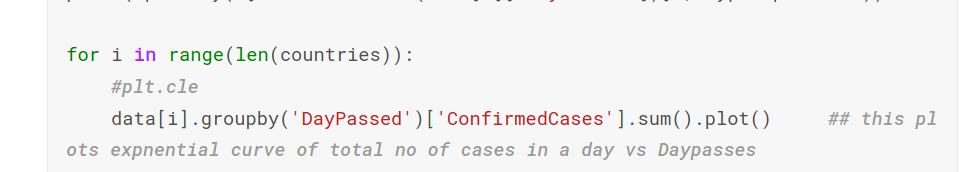 for i in range(len(countries)):
#plt.cle
data[i].groupby('DayPassed')['ConfirmedCases'].sum().plot() ## this pl
ots expnential curve of total no of cases in a day vs Daypasses